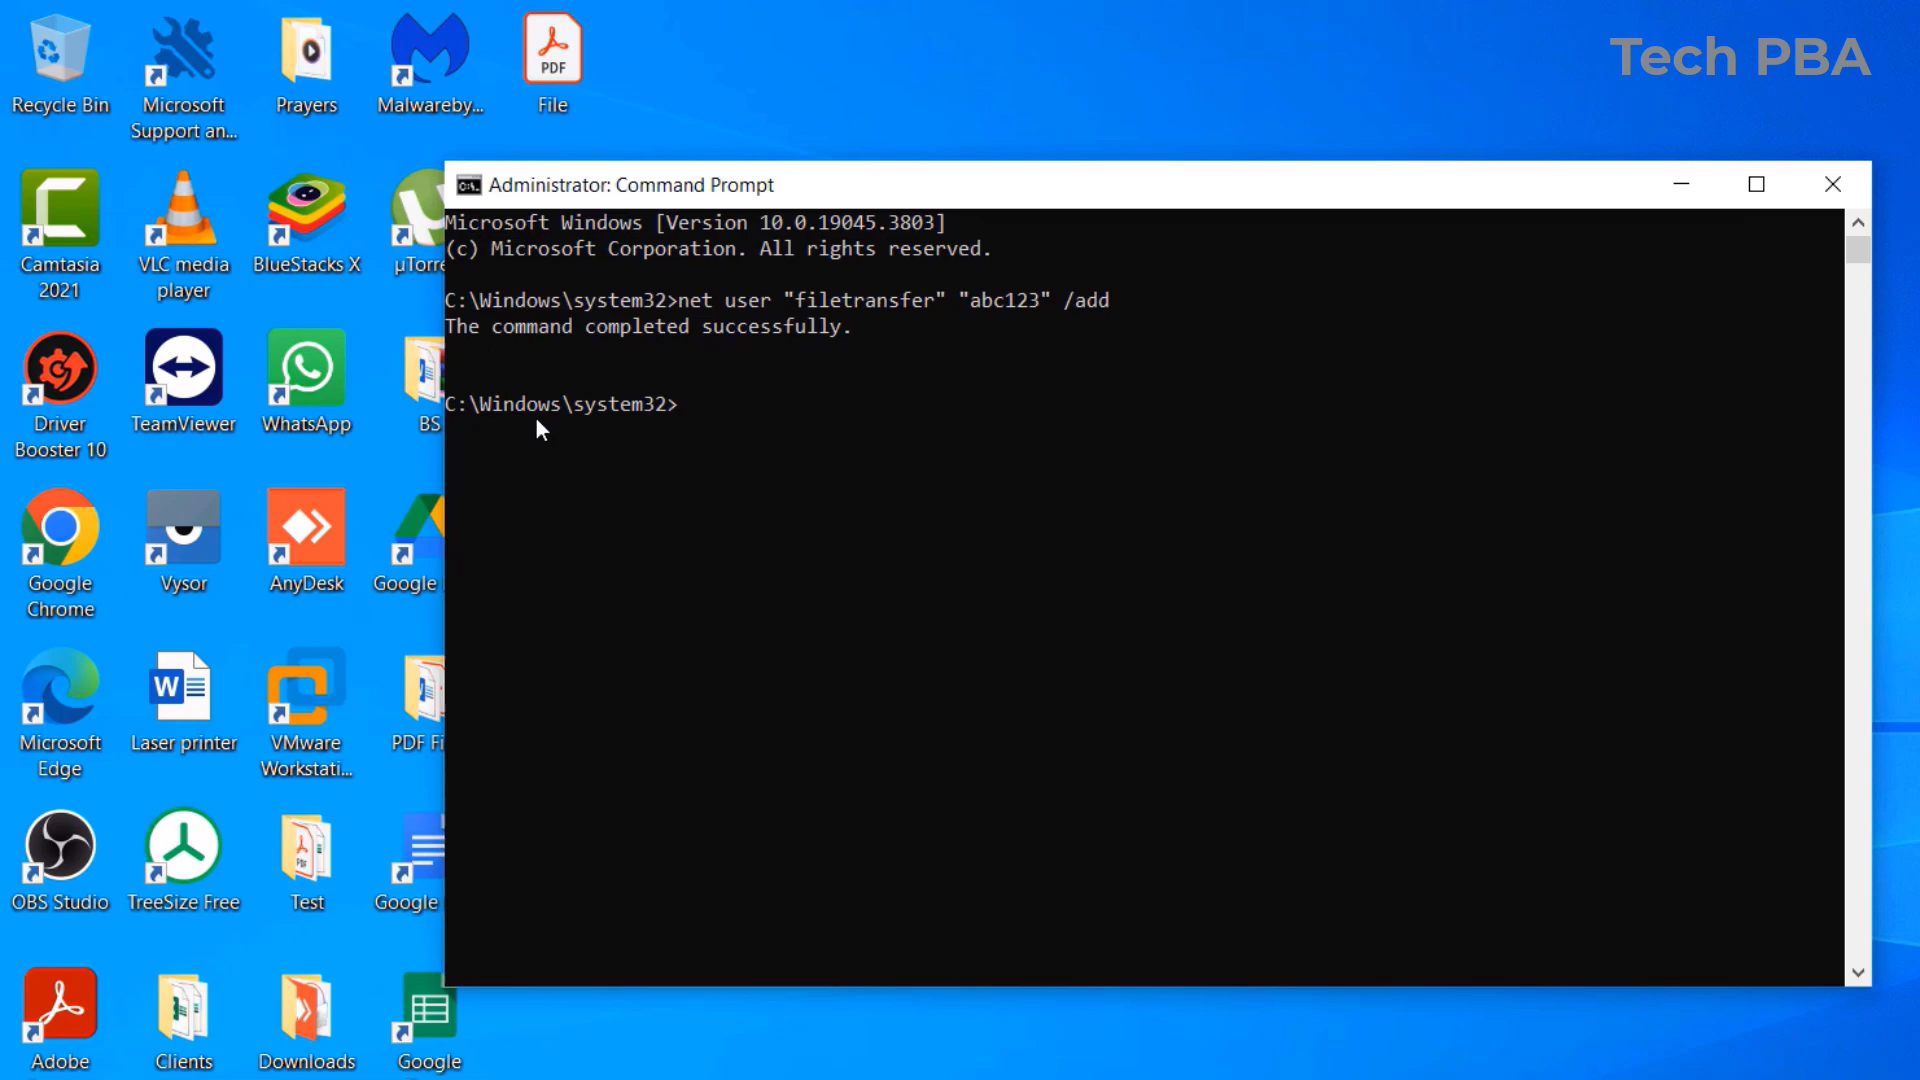 Tech PBA
Recycle Bin
Microsoft
Support an...
Prayers
Malwareby...
PDF
File
Camtasia
2021
VLC media
player
BlueStacks X
µTorre
Administrator: Command Prompt
Microsoft Windows [Version 10.0.19045.3803]
(c) Microsoft Corporation. All rights reserved.
C:\Windows\system32>net user "filetransfer" "abc123" /add
The command completed successfully.
C:\Windows\system32>
Driver
Booster 10
TeamViewer
WhatsApp
BS
Google
Chrome
Vysor
AnyDesk
Google
Microsoft
Edge
W
Laser printer
VMware
Workstati...
PDF Fi
OBS Studio
TreeSize Free
PDF
Test
Google
Adobe
Clients
Downloads
Google